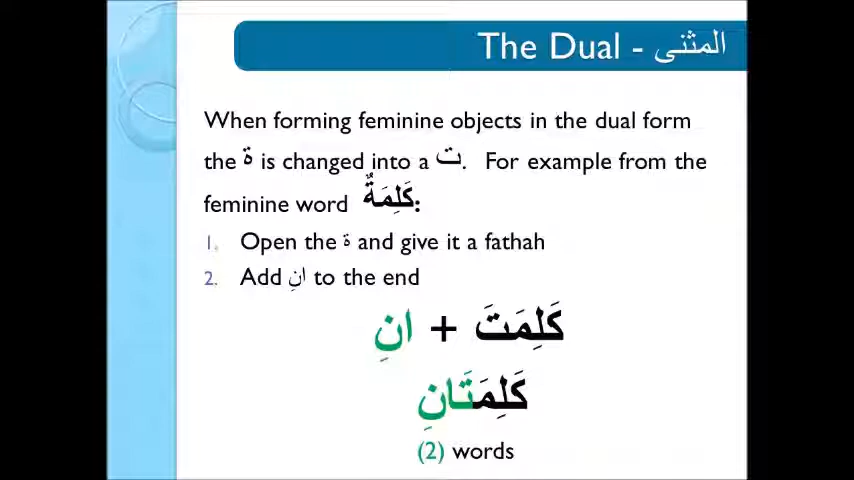 The Dual - المثنى
When forming feminine objects in the dual form
the ة is changed into a ت. For example from the
feminine word كَلِمَةٌ:
1. Open the ة and give it a fathah
2. Add انِ to the end
كَلِمَتَ + انِ
كَلِمَتَانِ
(2) words